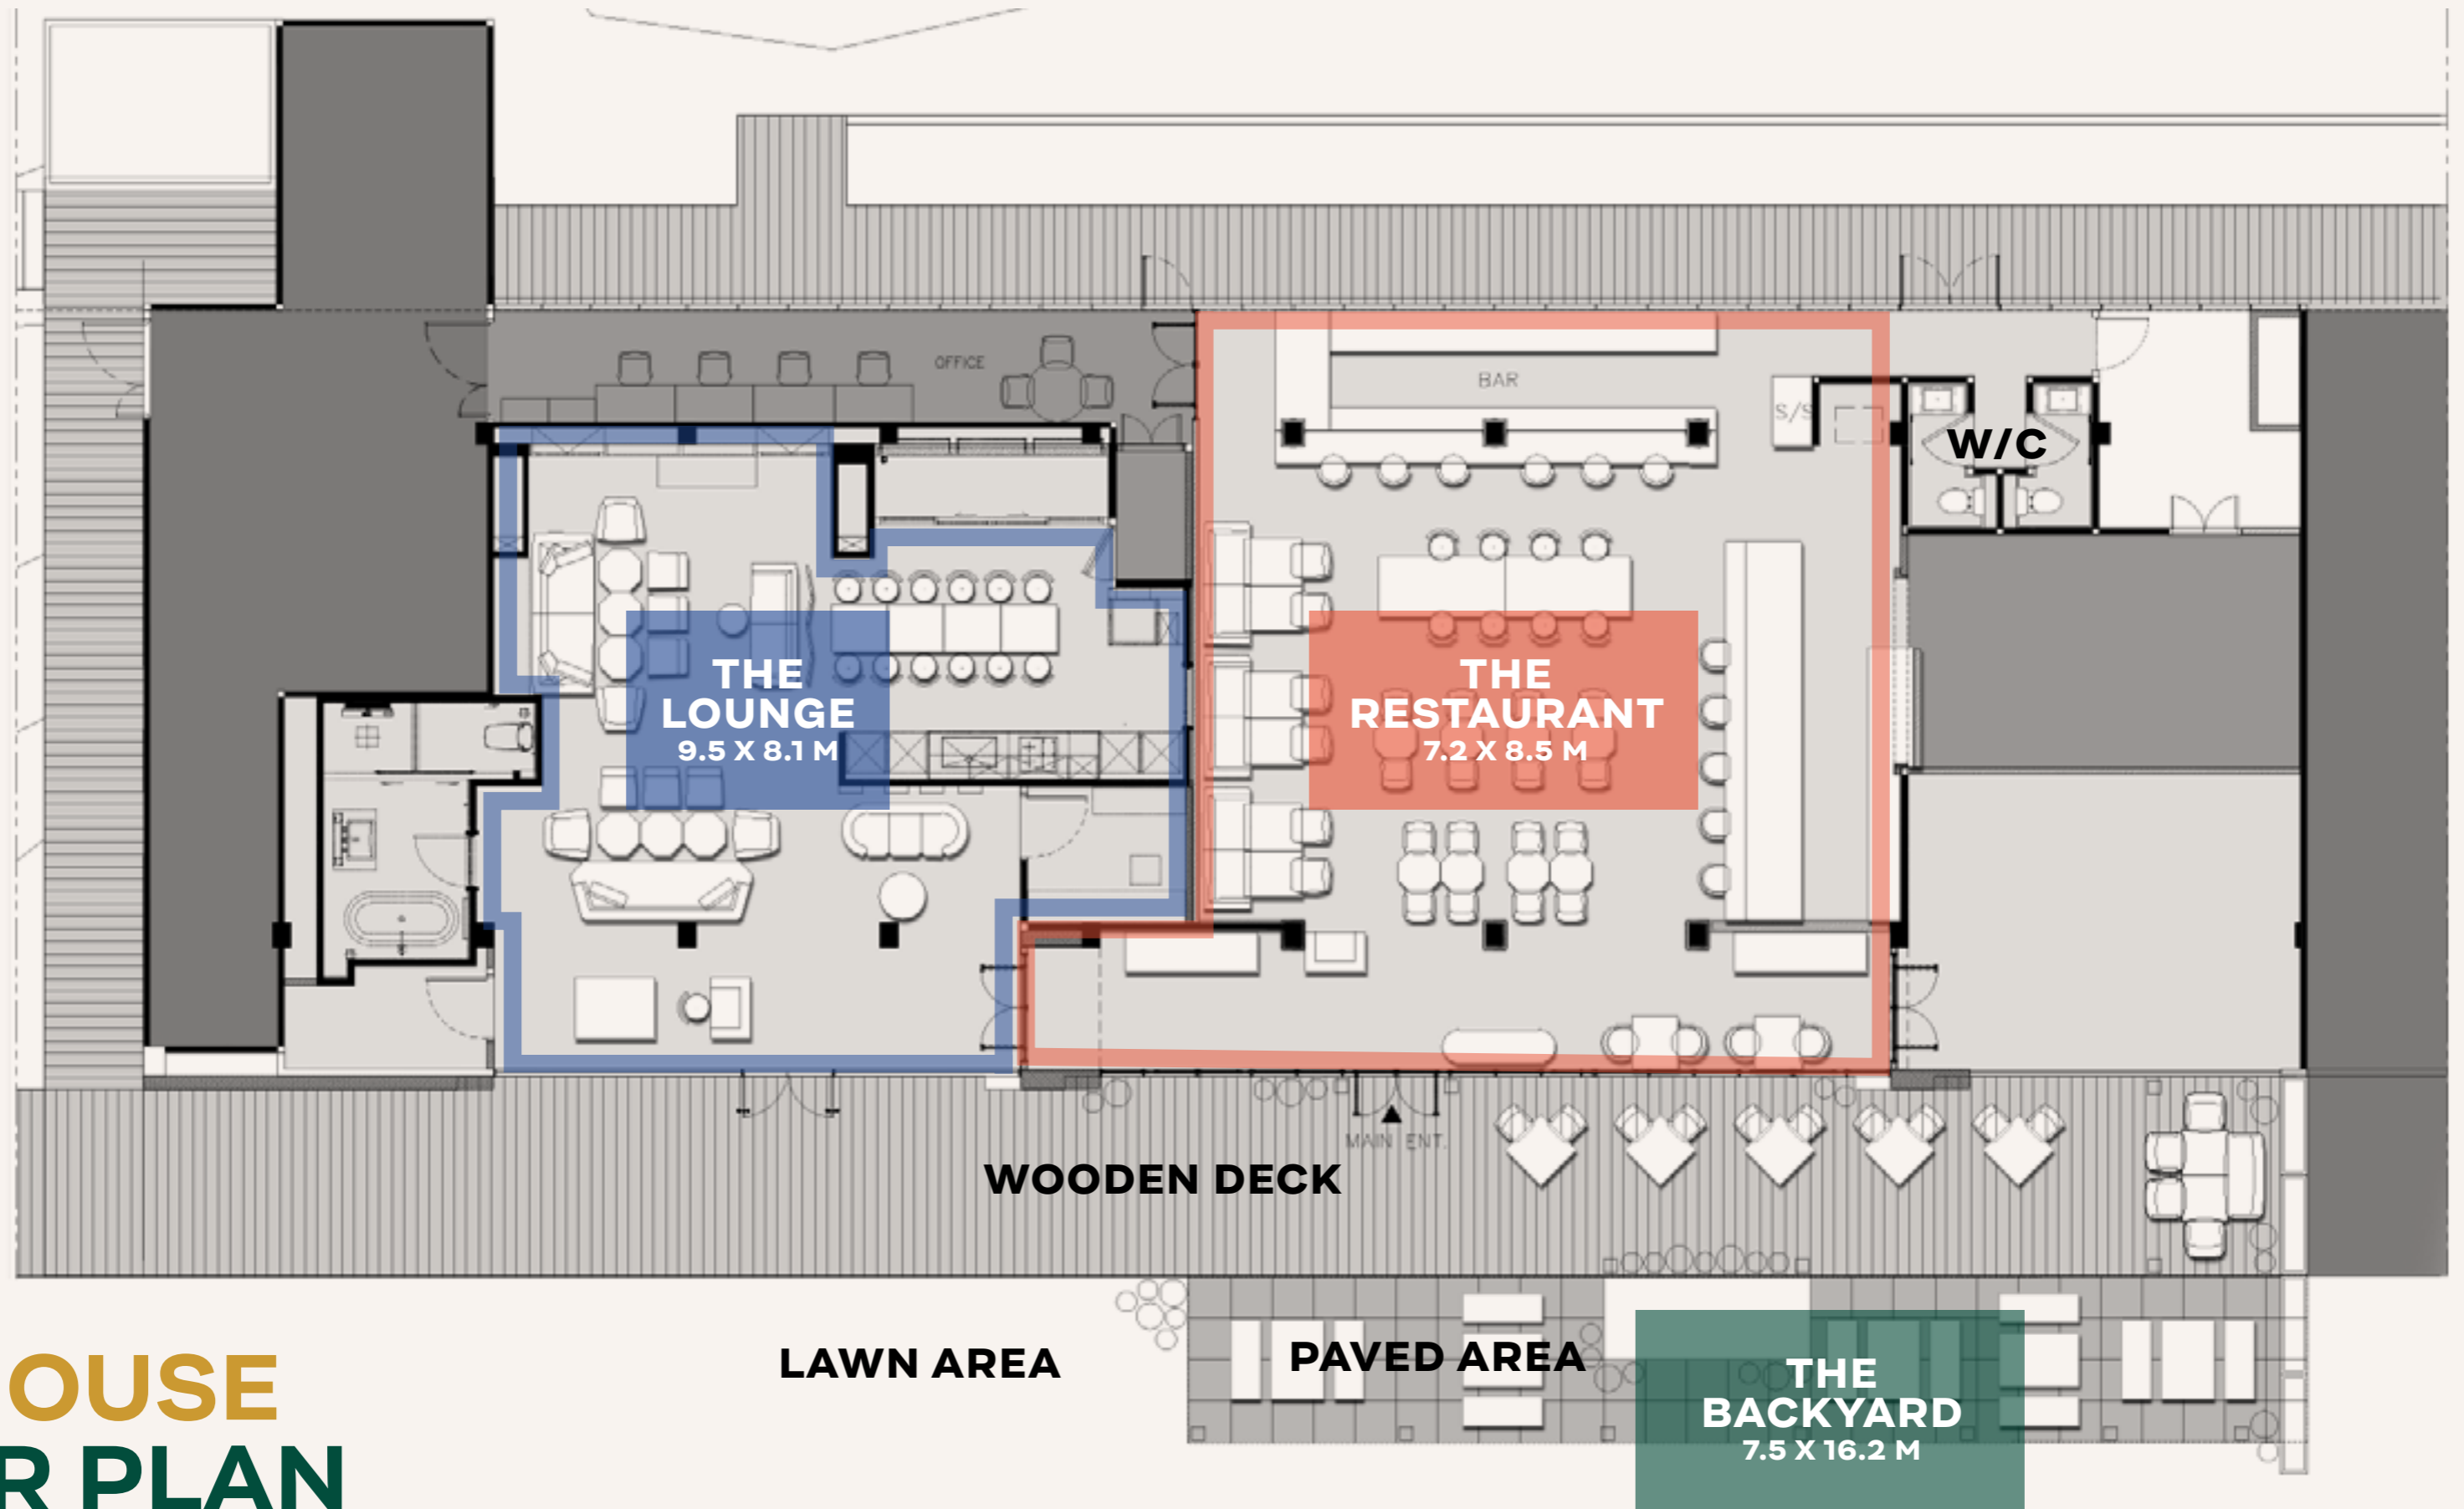 OFFICE
BAR
S/S
W/C
THE
LOUNGE
9.5 X 8.1 M
THE
RESTAURANT
7.2 X 8.5 M
MAIN ENT.
WOODEN DECK
LAWN AREA
PAVED AREA
THE
BACKYARD
7.5 X 16.2 M
OUSE
R PLAN